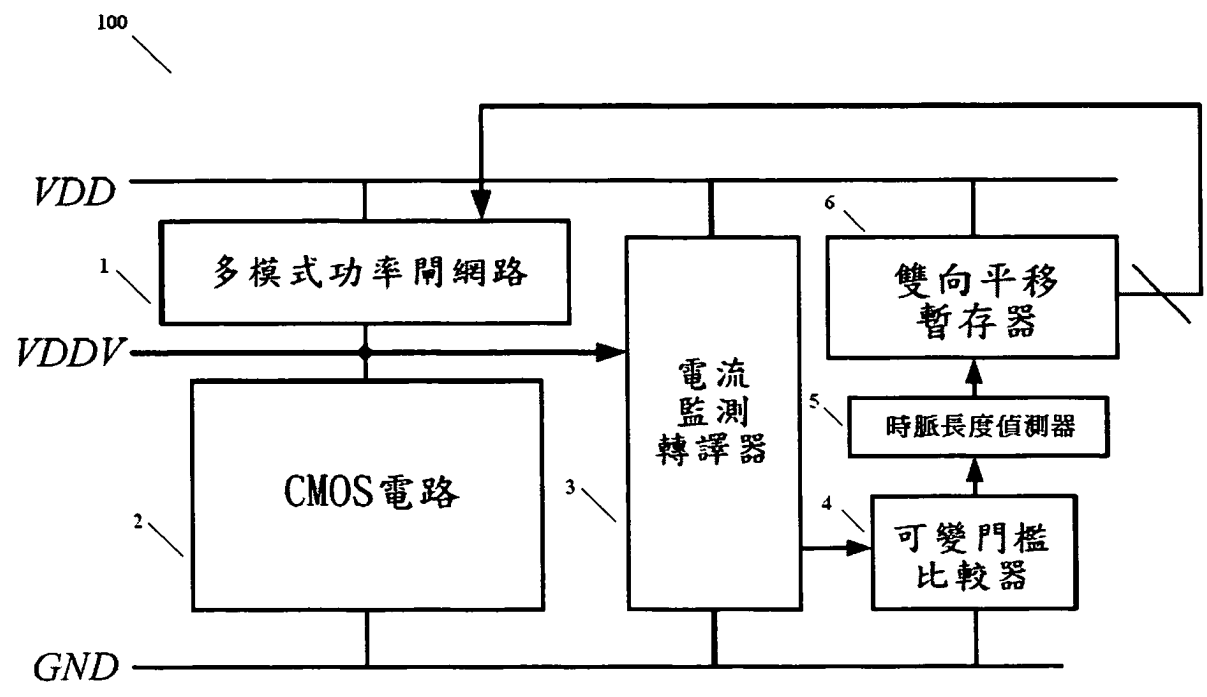 100
VDD
1
多模式功率閘網路
VDDV
2
CMOS電路
3
電流
監測
轉譯器
6
雙向平移
暫存器
5
時脈長度偵測器
4
可變門檻
比較器
GND